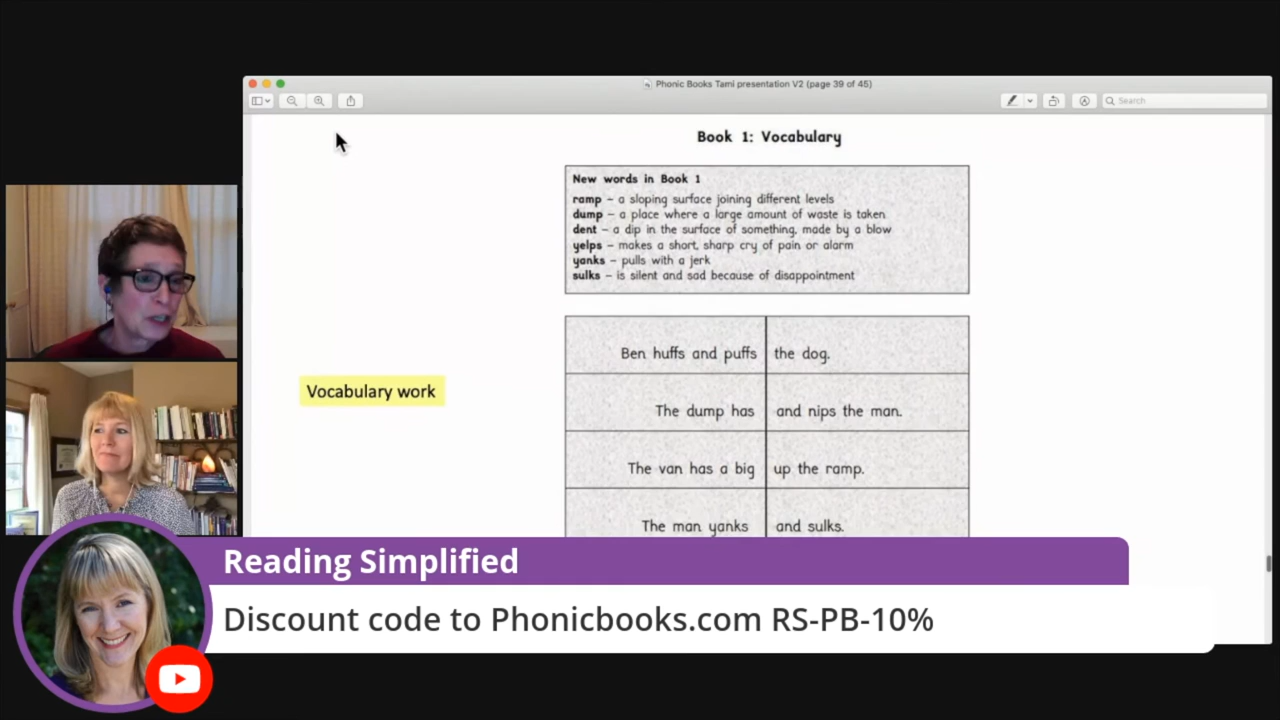 Phonic Books Tami presentation V2 (page 39 of 45)
Search
Book 1: Vocabulary
New words in Book 1
ramp – a sloping surface joining different levels
dump – a place where a large amount of waste is taken
dent – a dip in the surface of something, made by a blow
yelps – makes a short, sharp cry of pain or alarm
yanks – pulls with a jerk
sulks – is silent and sad because of disappointment
Ben huffs and puffs the dog.
The dump has and nips the man.
Vocabulary work
The van has a big up the ramp.
The man yanks and sulks.
Reading Simplified
Discount code to Phonicbooks.com RS-PB-10%